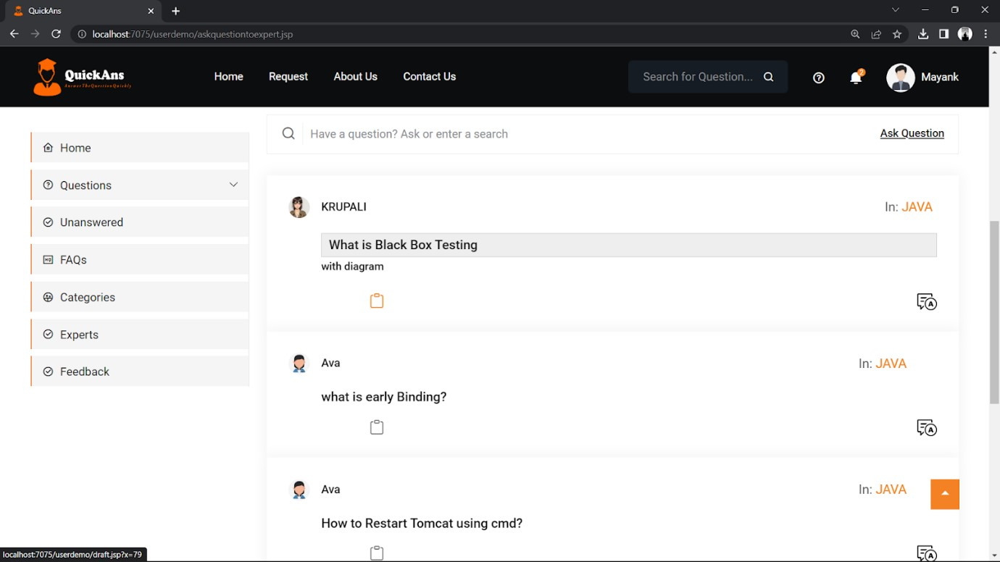 QuickAns
localhost:7075/userdemo/askquestiontoexpert.jsp
QuickAns
AnswerTheQuestionQuickly
Home
Request
About Us
Contact Us
Search for Question...
2
Mayank
Home
Questions
Unanswered
FAQs
Categories
Experts
Feedback
Have a question? Ask or enter a search
Ask Question
KRUPALI
In: JAVA
What is Black Box Testing
with diagram
A
Ava
In: JAVA
what is early Binding?
A
Ava
In: JAVA
How to Restart Tomcat using cmd?
A
localhost:7075/userdemo/draft.jsp?x=79